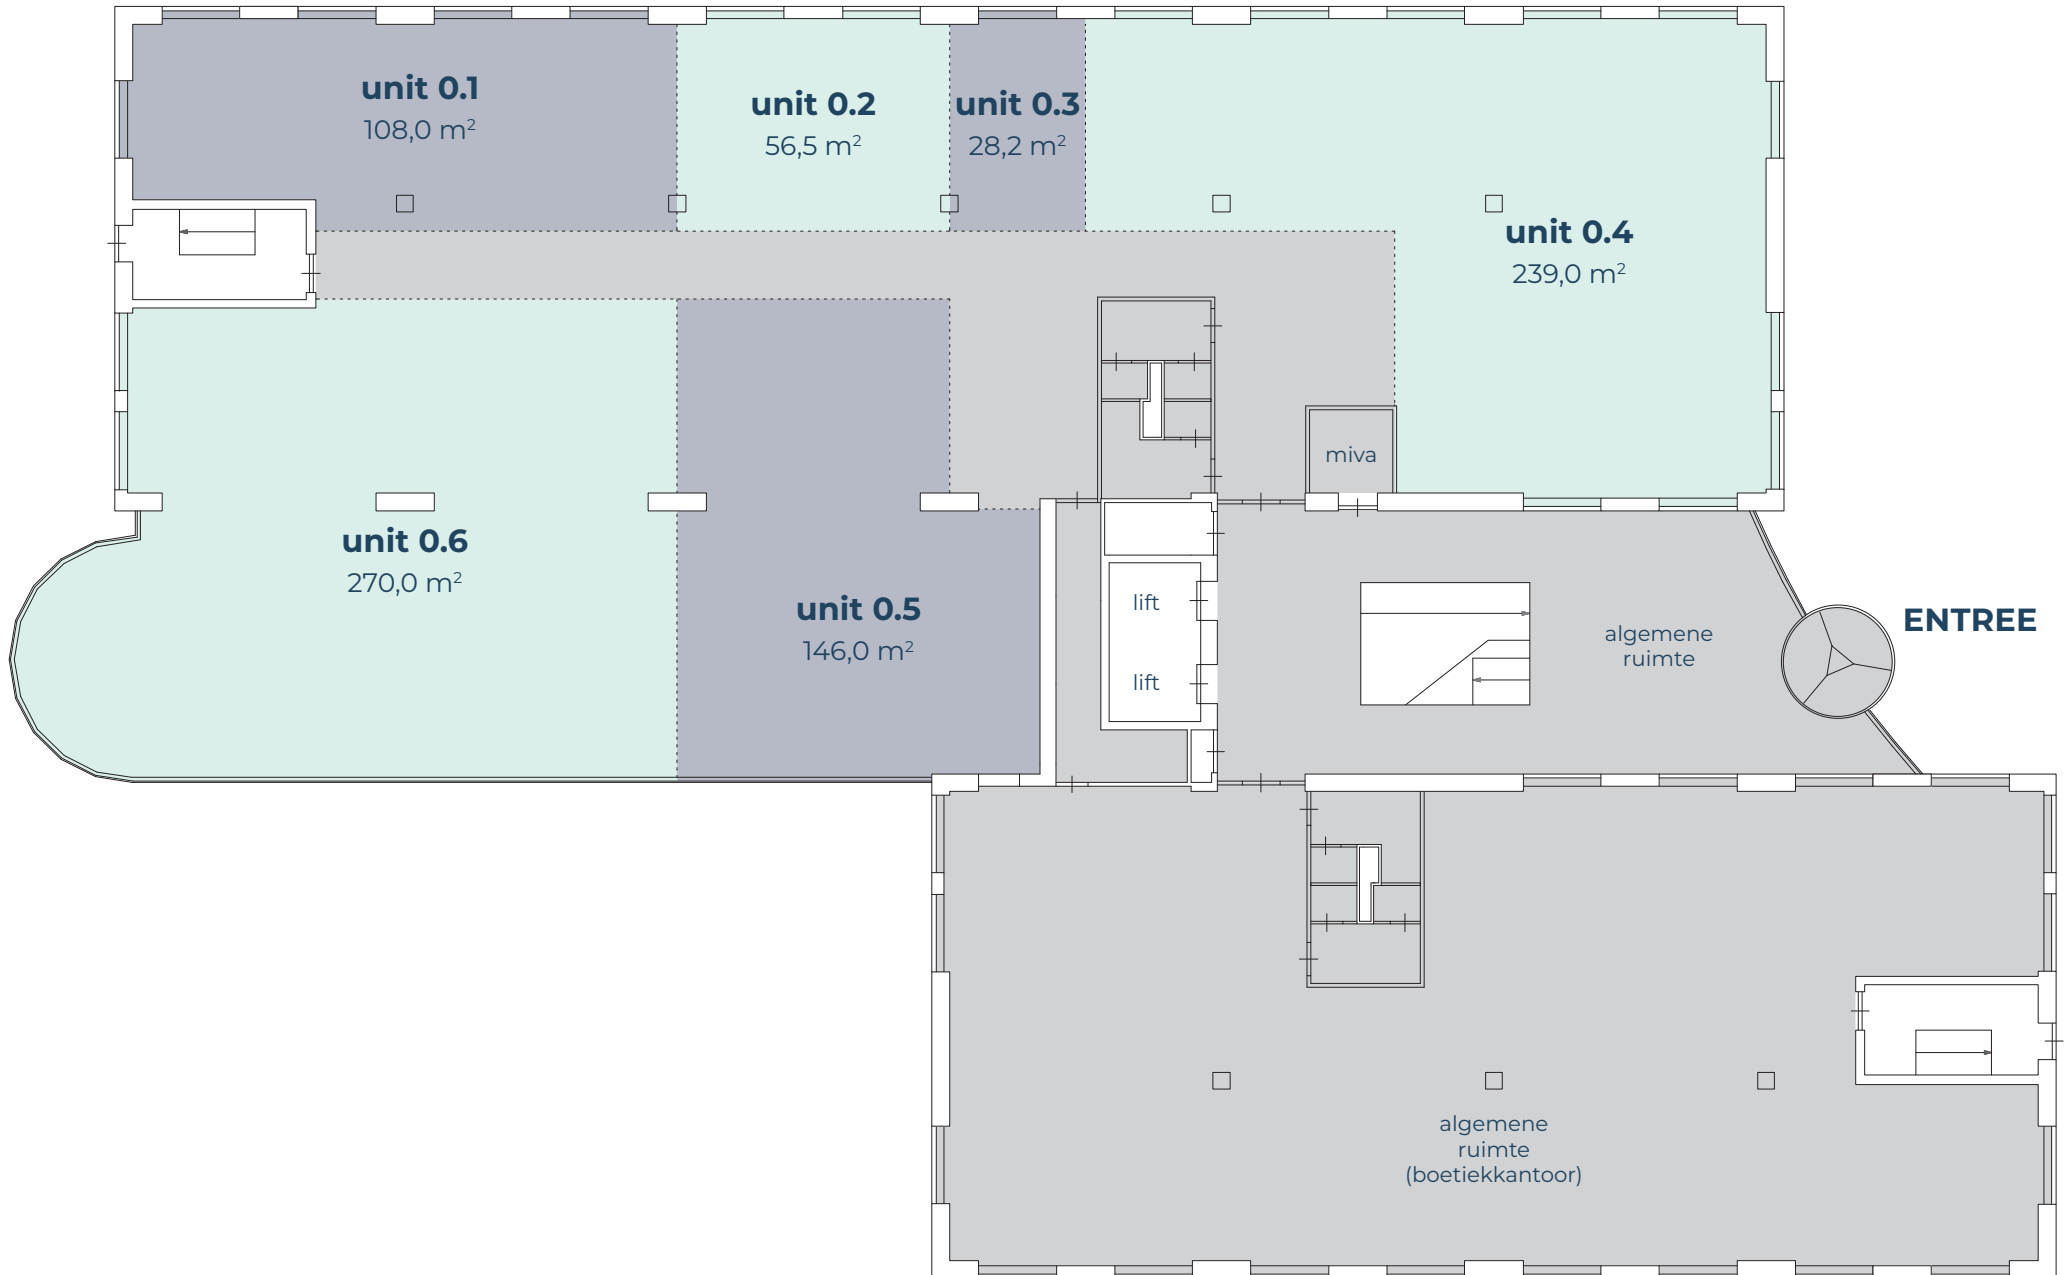 unit 0.1
108,0 m²
unit 0.2
56,5 m²
unit 0.3
28,2 m²
unit 0.4
239,0 m²
miva
unit 0.6
270,0 m²
unit 0.5
146,0 m²
lift
lift
algemene
ruimte
ENTREE
algemene
ruimte
(boetiekkantoor)